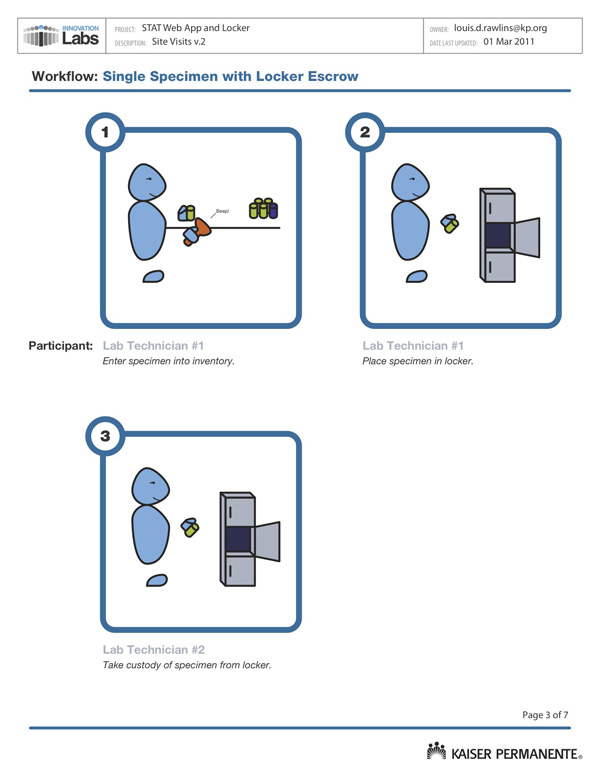 INNOVATION
Labs
PROJECT: STAT Web App and Locker
DESCRIPTION: Site Visits v.2
OWNER: louis.d.rawlins@kp.org
DATE LAST UPDATED: 01 Mar 2011
Workflow: Single Specimen with Locker Escrow
1
Beep!
2
Participant: Lab Technician #1
Enter specimen into inventory.
Lab Technician #1
Place specimen in locker.
3
Lab Technician #2
Take custody of specimen from locker.
Page 3 of 7
KAISER PERMANENTE®